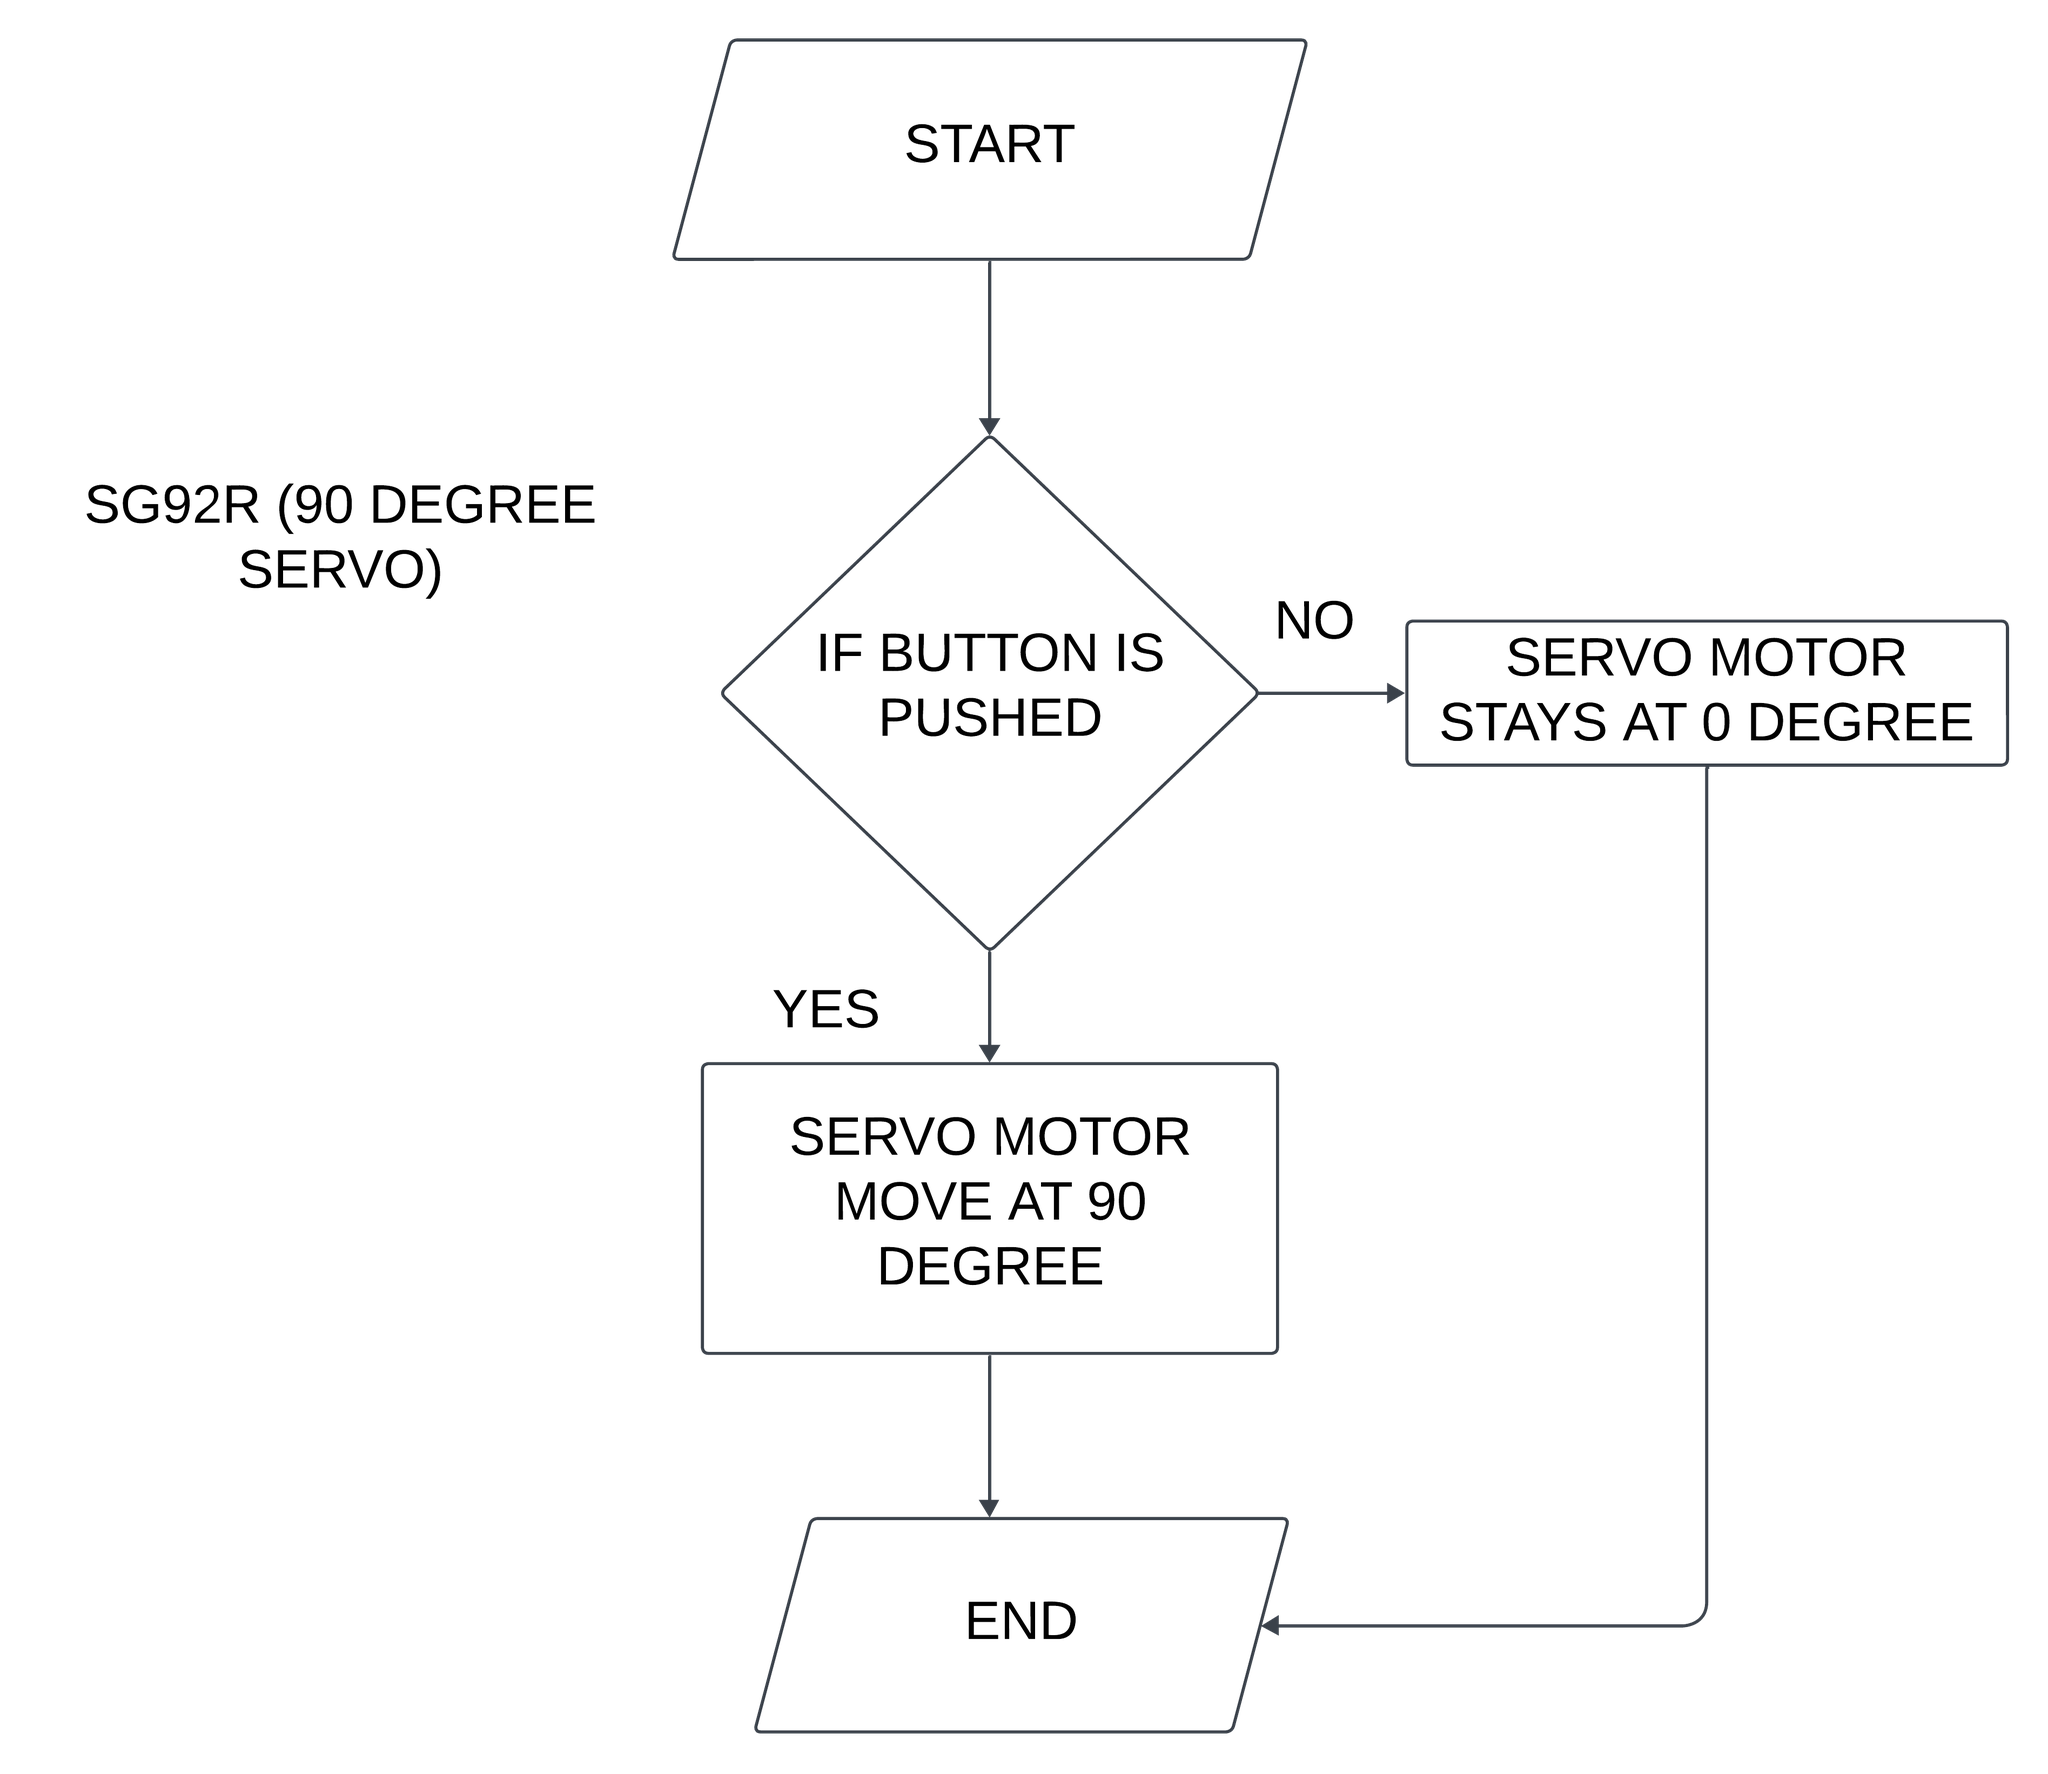 START
SG92R (90 DEGREE
SERVO)
IF BUTTON IS
PUSHED
NO
SERVO MOTOR
STAYS AT 0 DEGREE
YES
SERVO MOTOR
MOVE AT 90
DEGREE
END